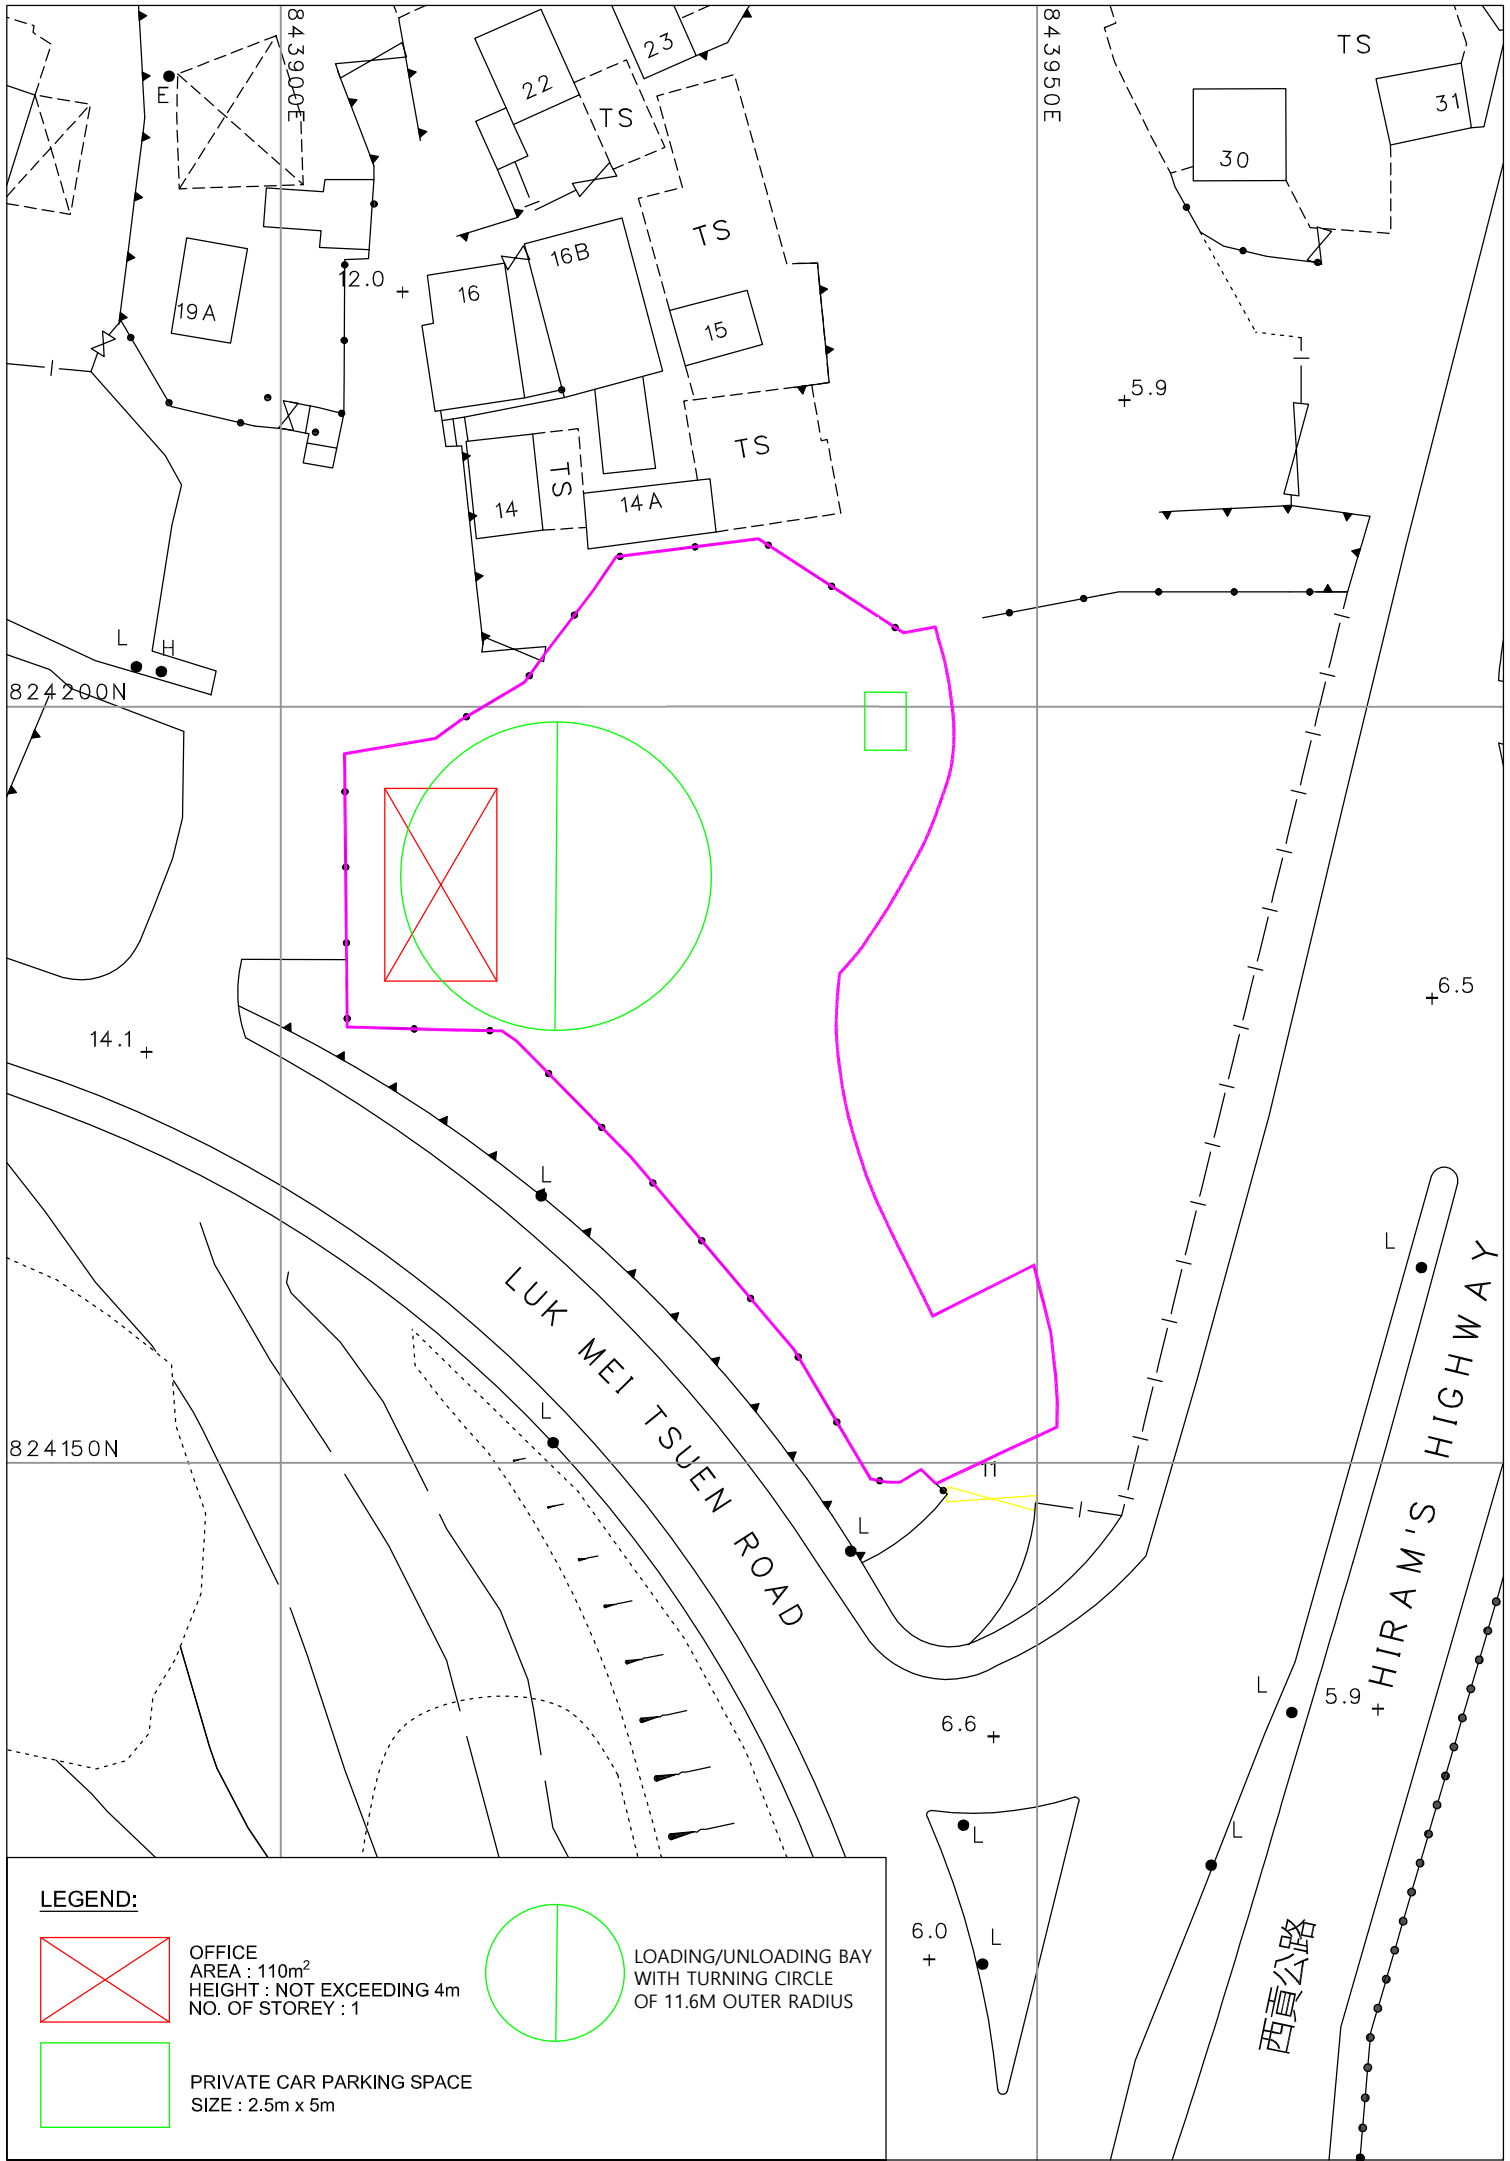 843900E
843950E
23
TS
22
31
E
TS
30
TS
16B
12.0
16
19A
15
5.9
TS
TS
14A
14
L
H
824200N
6.5
14.1
L
L
LUK MEI TSUEN ROAD
HIRAM'S HIGHWAY
L
824150N
11
L
L
5.9
6.6
L
L
6.0
L
西貢公路
LEGEND:
OFFICE
AREA : 110m²
HEIGHT : NOT EXCEEDING 4m
NO. OF STOREY : 1
LOADING/UNLOADING BAY
WITH TURNING CIRCLE
OF 11.6M OUTER RADIUS
PRIVATE CAR PARKING SPACE
SIZE : 2.5m x 5m